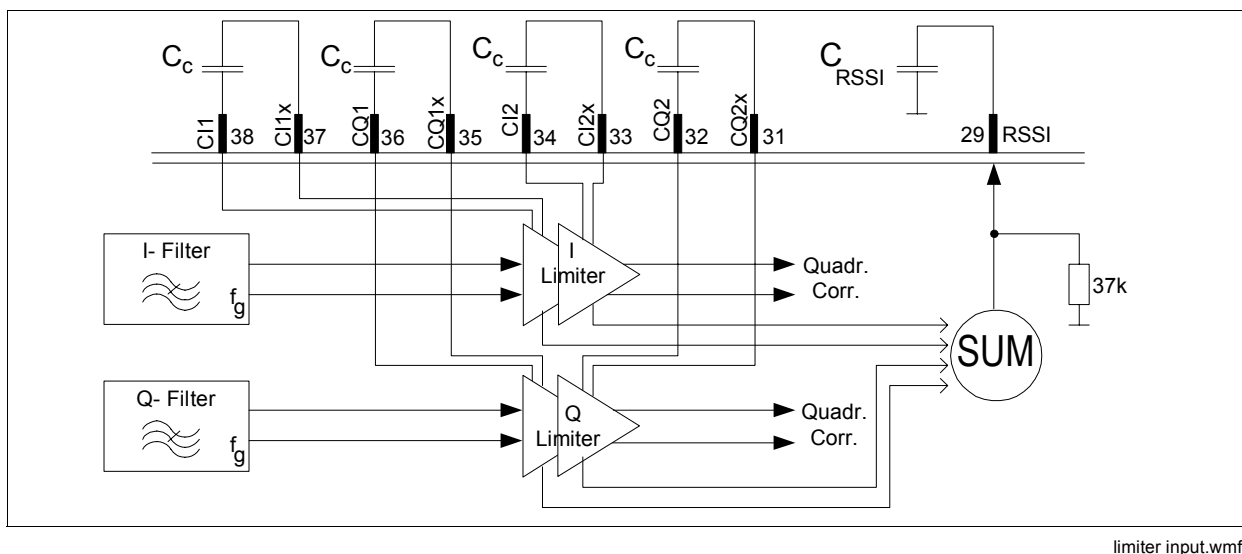 Cc
Cc
Cc
Cc
CRSSI
CI1
38
CI1x
37
CQ1
36
CQ1x
35
CI2
34
CI2x
33
CQ2
32
CQ2x
31
29
RSSI
I- Filter
fg
I
Limiter
Quadr.
Corr.
37k
SUM
Q- Filter
fg
Q
Limiter
Quadr.
Corr.
limiter input.wmf